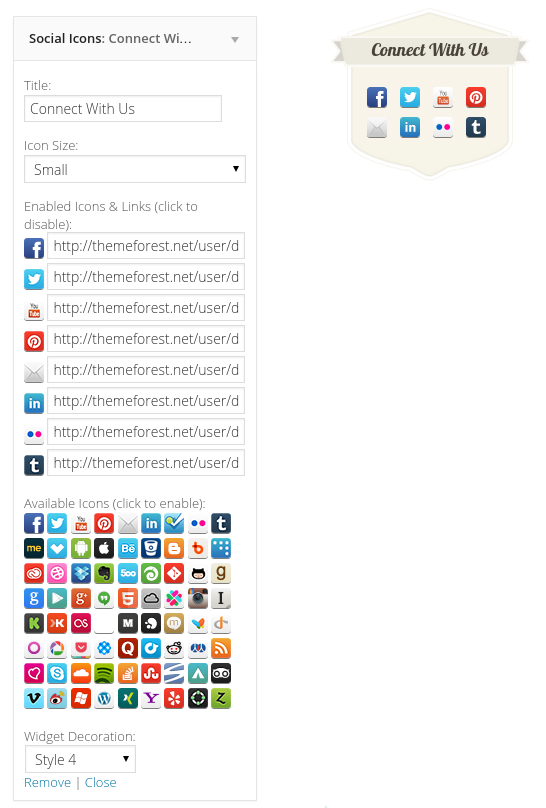 Social Icons: Connect Wi...
Title:
Connect With Us
Icon Size:
Small
Enabled Icons & Links (click to
disable):
http://themeforest.net/user/d
http://themeforest.net/user/d
http://themeforest.net/user/d
http://themeforest.net/user/d
http://themeforest.net/user/d
http://themeforest.net/user/d
http://themeforest.net/user/d
http://themeforest.net/user/d
Available Icons (click to enable):
Widget Decoration:
Style 4
Remove | Close
Connect With Us